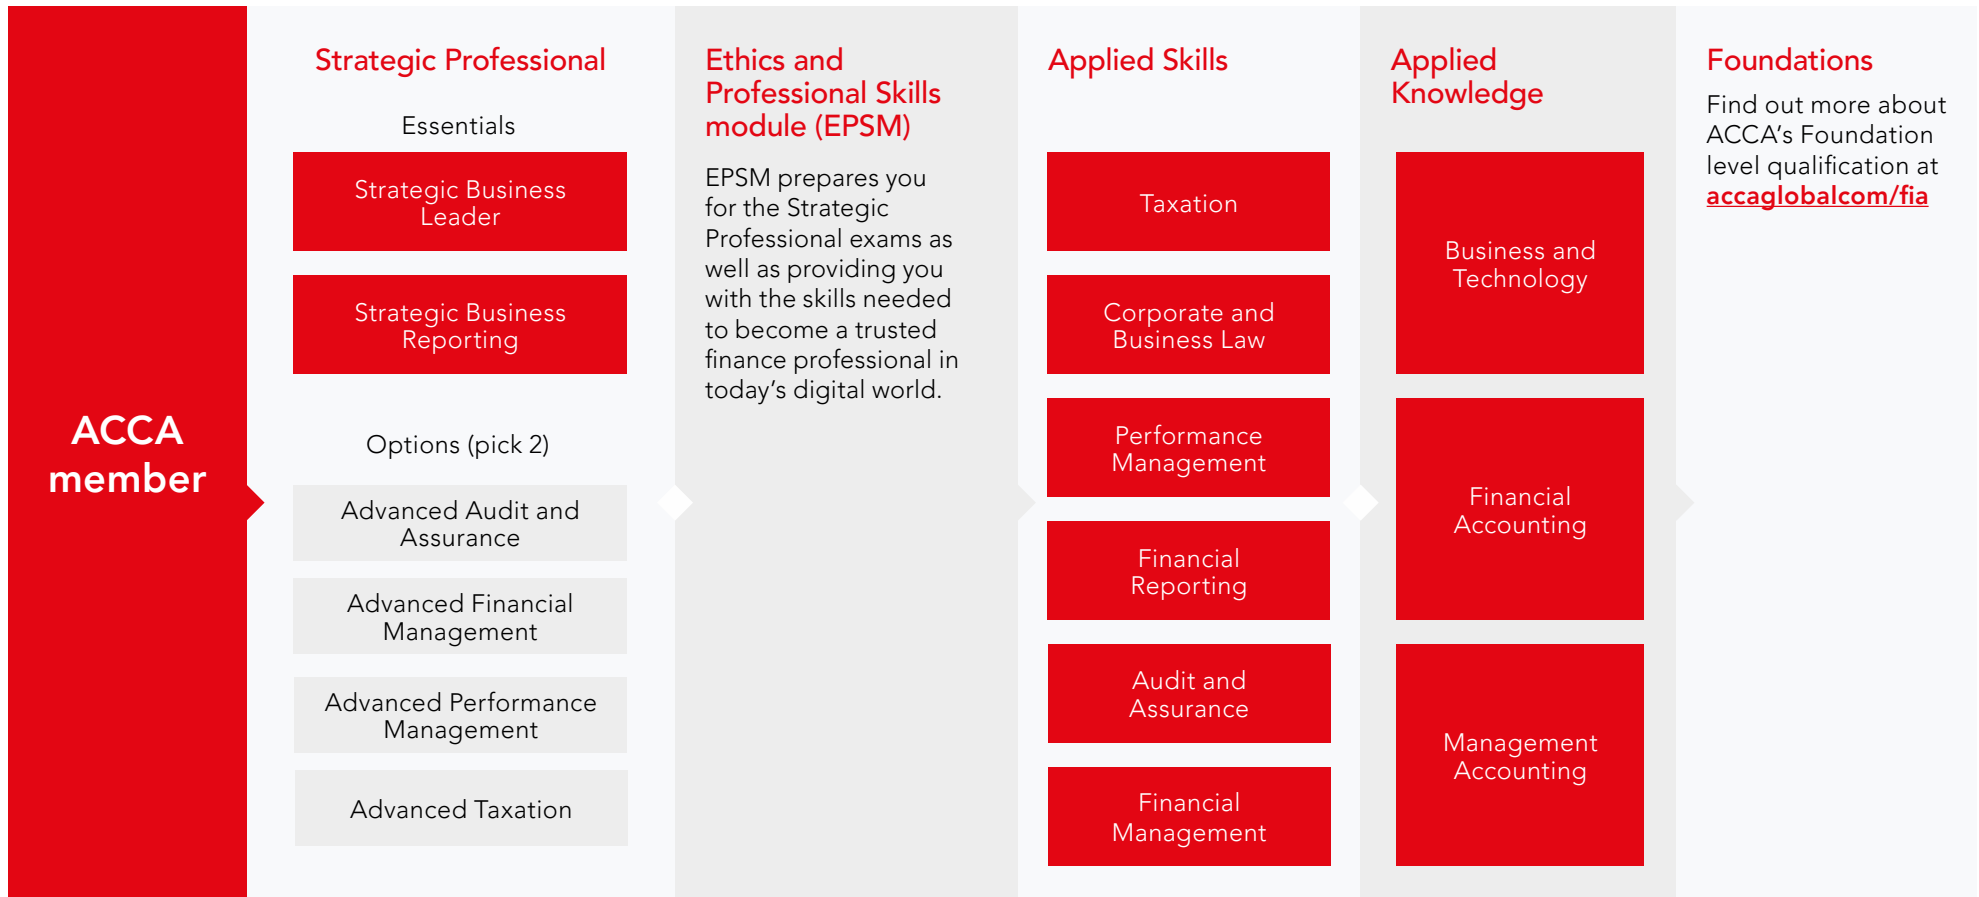 ACCA
member
Strategic Professional
Essentials
Strategic Business
Leader
Strategic Business
Reporting
Options (pick 2)
Advanced Audit and
Assurance
Advanced Financial
Management
Advanced Performance
Management
Advanced Taxation
Ethics and
Professional Skills
module (EPSM)
EPSM prepares you
for the Strategic
Professional exams as
well as providing you
with the skills needed
to become a trusted
finance professional in
today’s digital world.
Applied Skills
Taxation
Corporate and
Business Law
Performance
Management
Financial
Reporting
Audit and
Assurance
Financial
Management
Applied
Knowledge
Business and
Technology
Financial
Accounting
Management
Accounting
Foundations
Find out more about
ACCA’s Foundation
level qualification at
accaglobalcom/fia